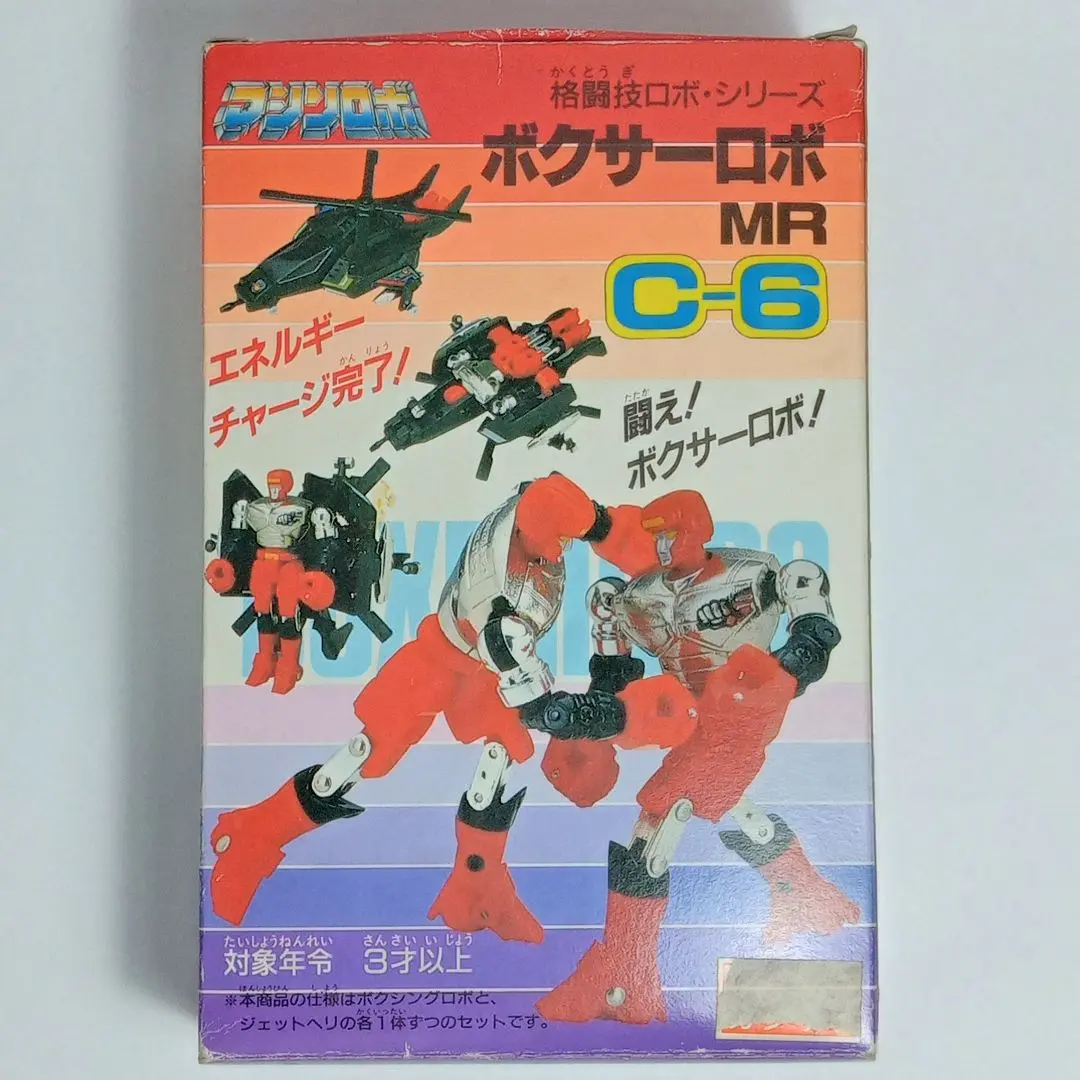 マシンロボ
かくとうぎ
格闘技ロボ・シリーズ
ボクサーロボ
MR
C-6
エネルギー
かんりょう
チャージ完了!
たたか
闘え!
ボクサーロボ!
たいしょうねんれい さんさいいじょう
対象年令 3才以上
ほんしょうひん しよう
※本商品の仕様はボクシングロボと、
かくいったい
ジェットヘリの各1体ずつのセットです。